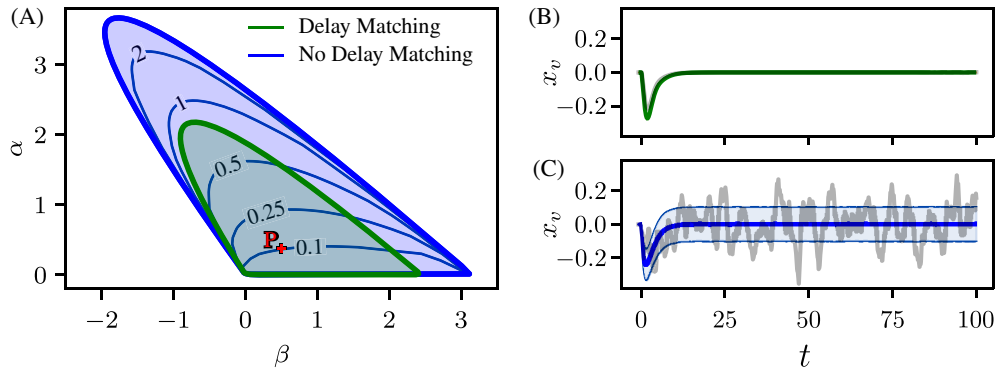 (A)
Delay Matching
No Delay Matching
α
3
2
1
0
2
1
0.5
0.25
P
0.1
−2
−1
0
1
2
3
β
(B)
x_v
0.2
0.0
−0.2
(C)
x_v
0.2
0.0
−0.2
0
25
50
75
100
t